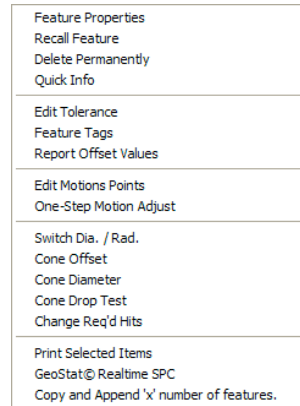 Feature Properties
Recall Feature
Delete Permanently
Quick Info
Edit Tolerance
Feature Tags
Report Offset Values
Edit Motions Points
One-Step Motion Adjust
Switch Dia. / Rad.
Cone Offset
Cone Diameter
Cone Drop Test
Change Req'd Hits
Print Selected Items
GeoStat© Realtime SPC
Copy and Append 'x' number of features.